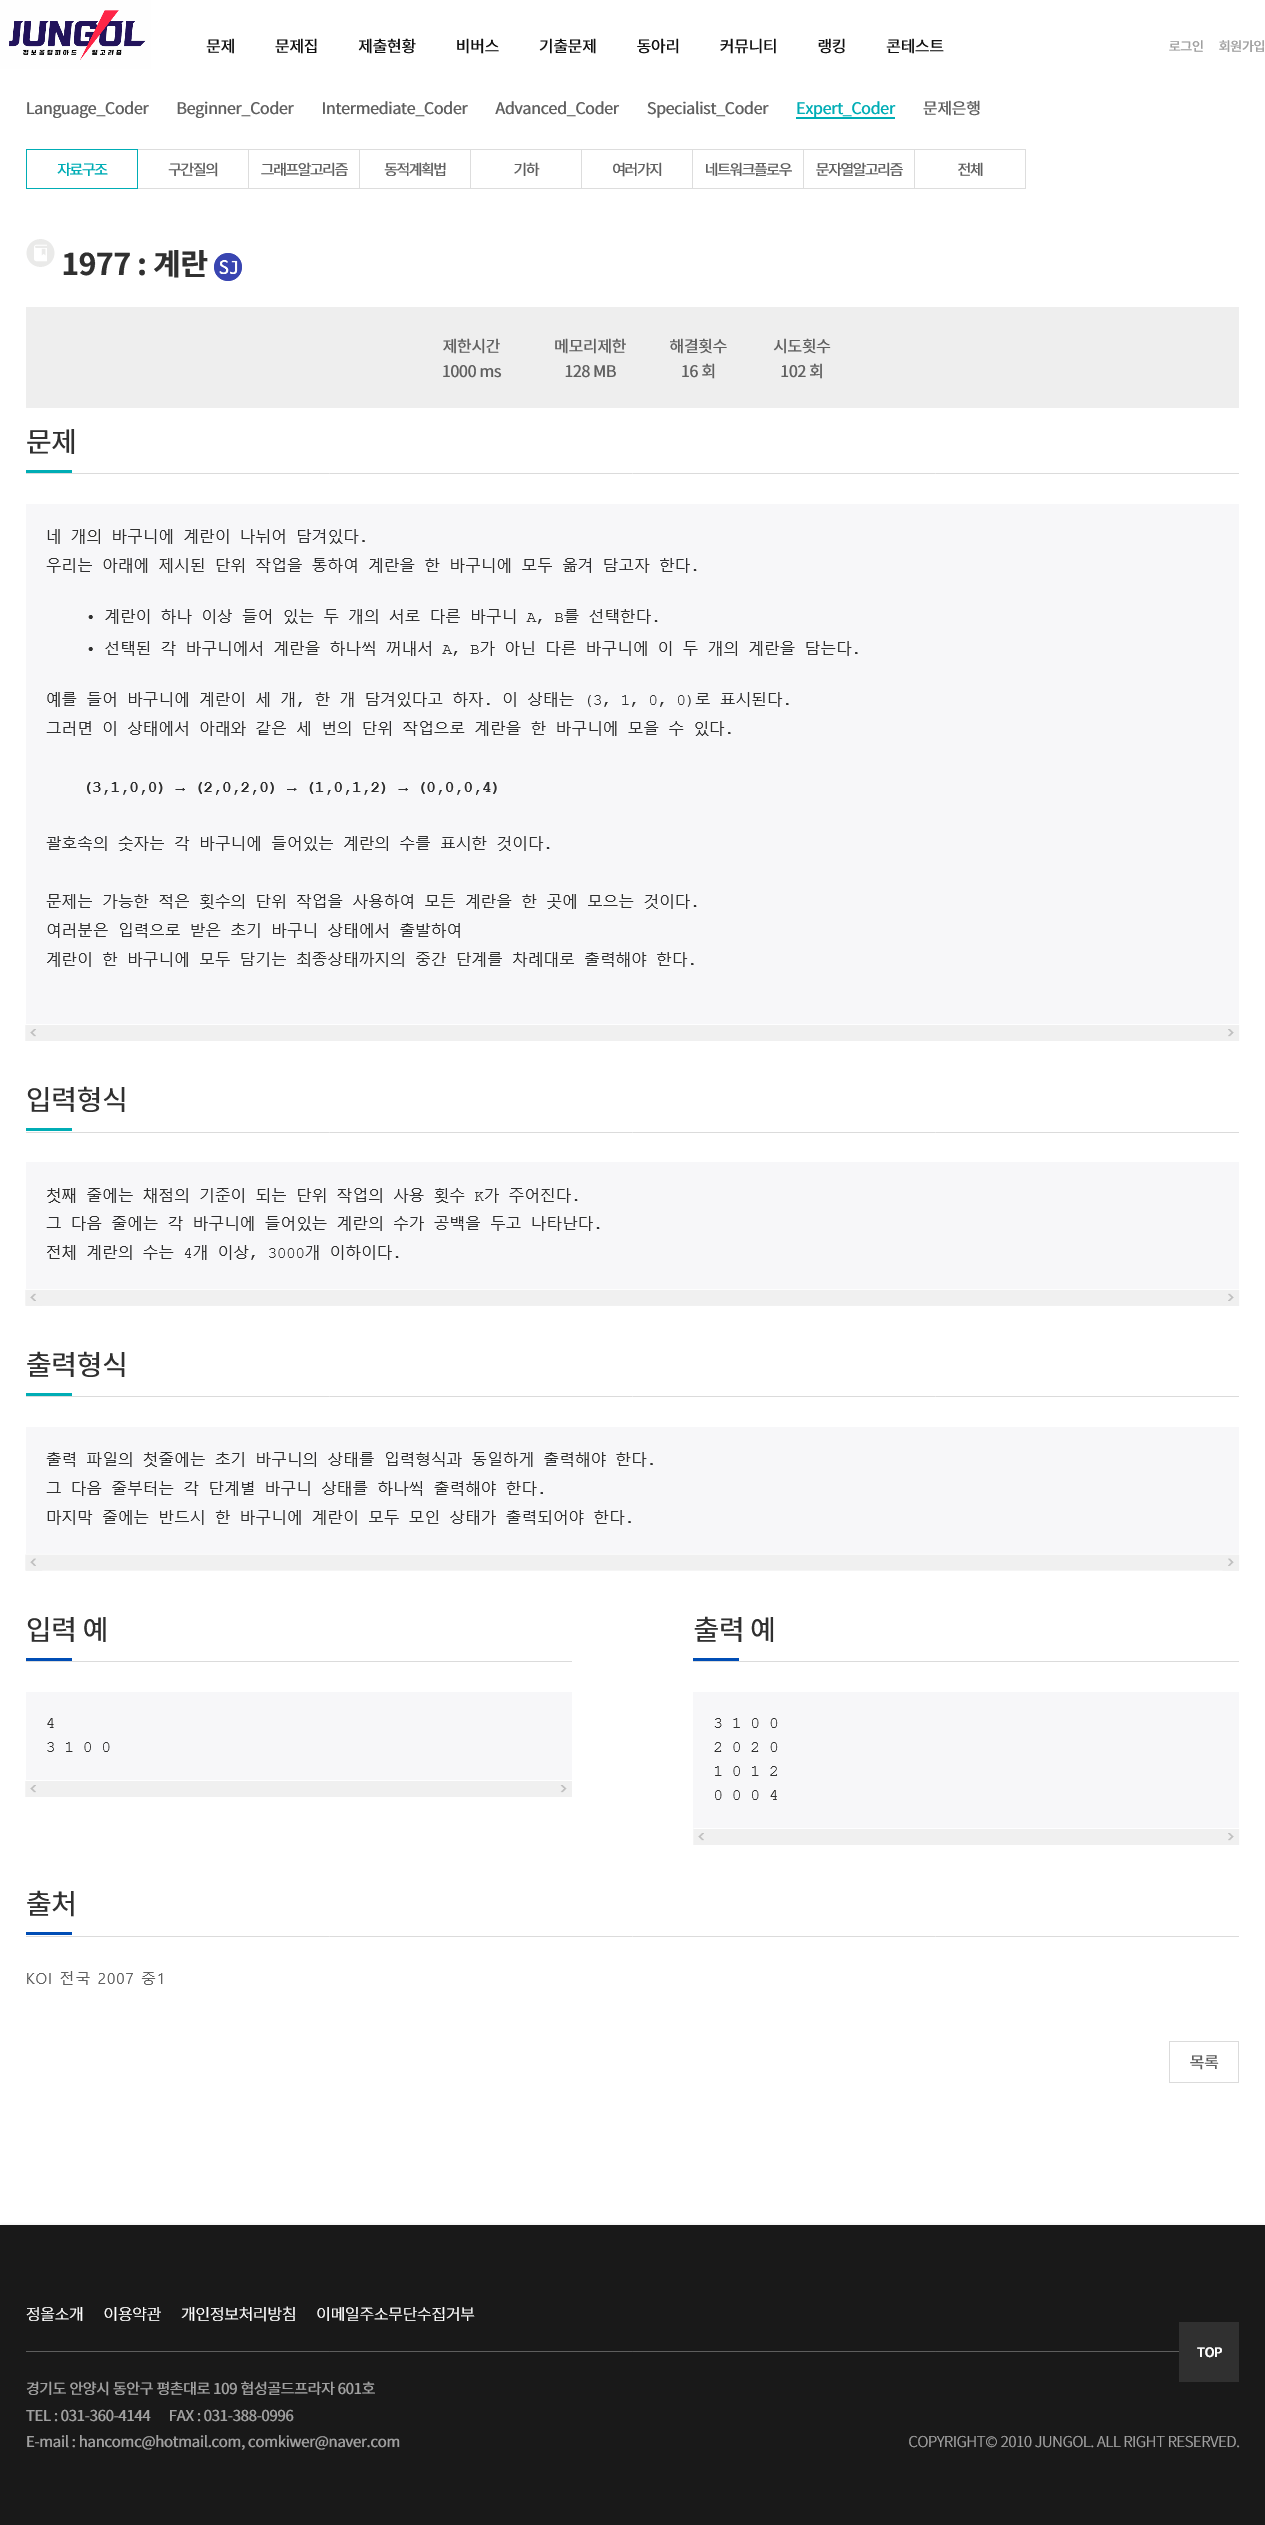 JUNGOL
정보올림피아드 알고리즘
문제 문제집 제출현황 비버스 기출문제 동아리 커뮤니티 랭킹 콘테스트 로그인 회원가입
Language_Coder Beginner_Coder Intermediate_Coder Advanced_Coder Specialist_Coder Expert_Coder 문제은행
자료구조 구간질의 그래프알고리즘 동적계획법 기하 여러가지 네트워크플로우 문자열알고리즘 전체
1977 : 계란 SJ
제한시간 메모리제한 해결횟수 시도횟수
1000 ms 128 MB 16 회 102 회
문제
네 개의 바구니에 계란이 나뉘어 담겨있다.
우리는 아래에 제시된 단위 작업을 통하여 계란을 한 바구니에 모두 옮겨 담고자 한다.
• 계란이 하나 이상 들어 있는 두 개의 서로 다른 바구니 A, B를 선택한다.
• 선택된 각 바구니에서 계란을 하나씩 꺼내서 A, B가 아닌 다른 바구니에 이 두 개의 계란을 담는다.
예를 들어 바구니에 계란이 세 개, 한 개 담겨있다고 하자. 이 상태는 (3, 1, 0, 0)로 표시된다.
그러면 이 상태에서 아래와 같은 세 번의 단위 작업으로 계란을 한 바구니에 모을 수 있다.
(3,1,0,0) → (2,0,2,0) → (1,0,1,2) → (0,0,0,4)
괄호속의 숫자는 각 바구니에 들어있는 계란의 수를 표시한 것이다.
문제는 가능한 적은 횟수의 단위 작업을 사용하여 모든 계란을 한 곳에 모으는 것이다.
여러분은 입력으로 받은 초기 바구니 상태에서 출발하여
계란이 한 바구니에 모두 담기는 최종상태까지의 중간 단계를 차례대로 출력해야 한다.
입력형식
첫째 줄에는 채점의 기준이 되는 단위 작업의 사용 횟수 K가 주어진다.
그 다음 줄에는 각 바구니에 들어있는 계란의 수가 공백을 두고 나타난다.
전체 계란의 수는 4개 이상, 3000개 이하이다.
출력형식
출력 파일의 첫줄에는 초기 바구니의 상태를 입력형식과 동일하게 출력해야 한다.
그 다음 줄부터는 각 단계별 바구니 상태를 하나씩 출력해야 한다.
마지막 줄에는 반드시 한 바구니에 계란이 모두 모인 상태가 출력되어야 한다.
입력 예
4
3 1 0 0
출력 예
3 1 0 0
2 0 2 0
1 0 1 2
0 0 0 4
출처
KOI 전국 2007 중1
목록
정올소개 이용약관 개인정보처리방침 이메일주소무단수집거부
TOP
경기도 안양시 동안구 평촌대로 109 협성골드프라자 601호
TEL : 031-360-4144 FAX : 031-388-0996
E-mail : hancomc@hotmail.com, comkiwer@naver.com
COPYRIGHT© 2010 JUNGOL. ALL RIGHT RESERVED.